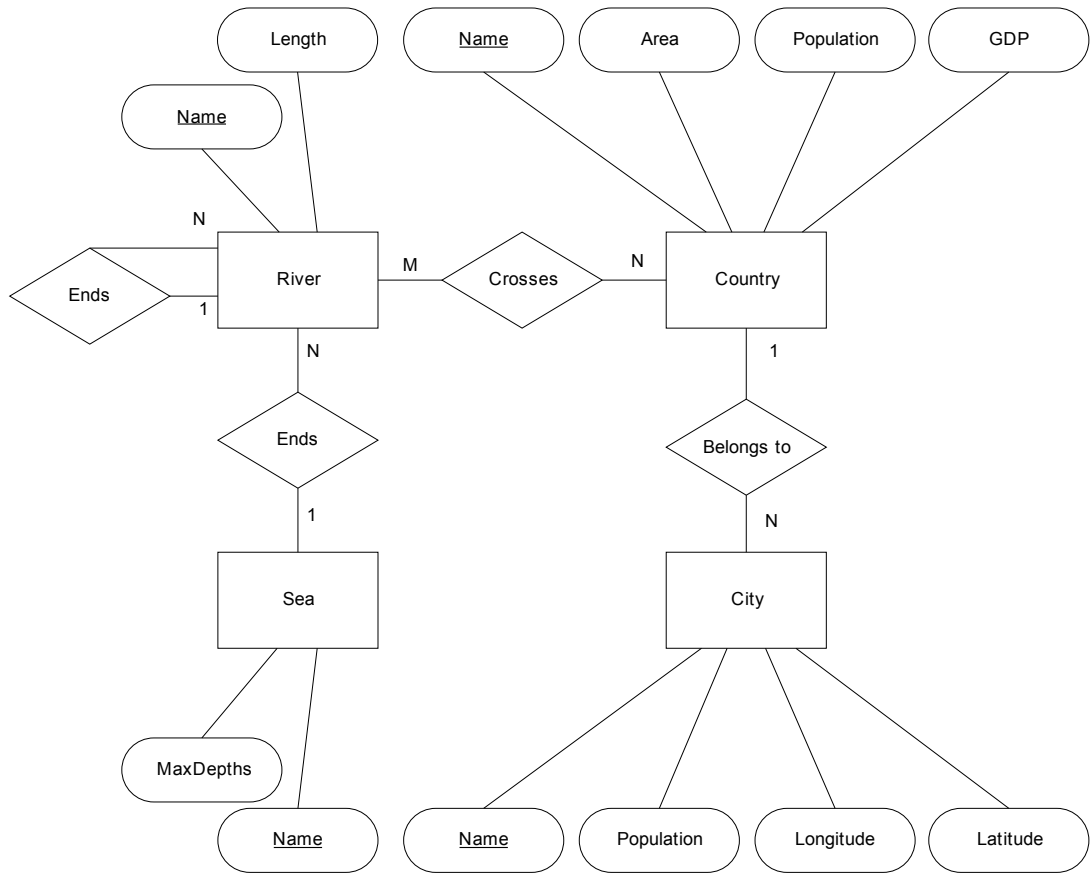 Length
Name
Area
Population
GDP
Name
N
River
M
Crosses
N
Country
Ends
1
N
1
Ends
Belongs to
1
N
Sea
City
MaxDepths
Name
Name
Population
Longitude
Latitude